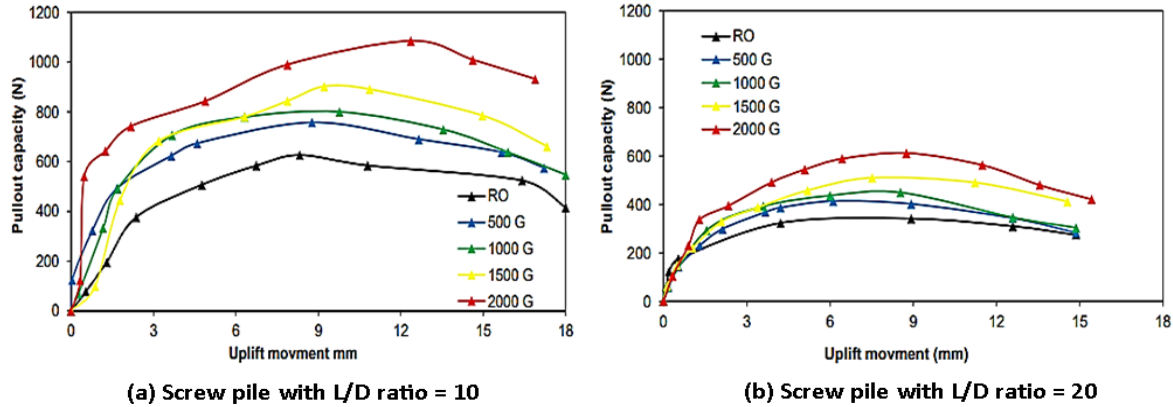 1200
1000
800
600
400
200
0
Pullout capacity (N)
RO
500 G
1000 G
1500 G
2000 G
0 3 6 9 12 15 18
Uplift movment mm
(a) Screw pile with L/D ratio = 10
1200
1000
800
600
400
200
0
Pullout capacity (N)
RO
500 G
1000 G
1500 G
2000 G
0 3 6 9 12 15 18
Uplift movment (mm)
(b) Screw pile with L/D ratio = 20